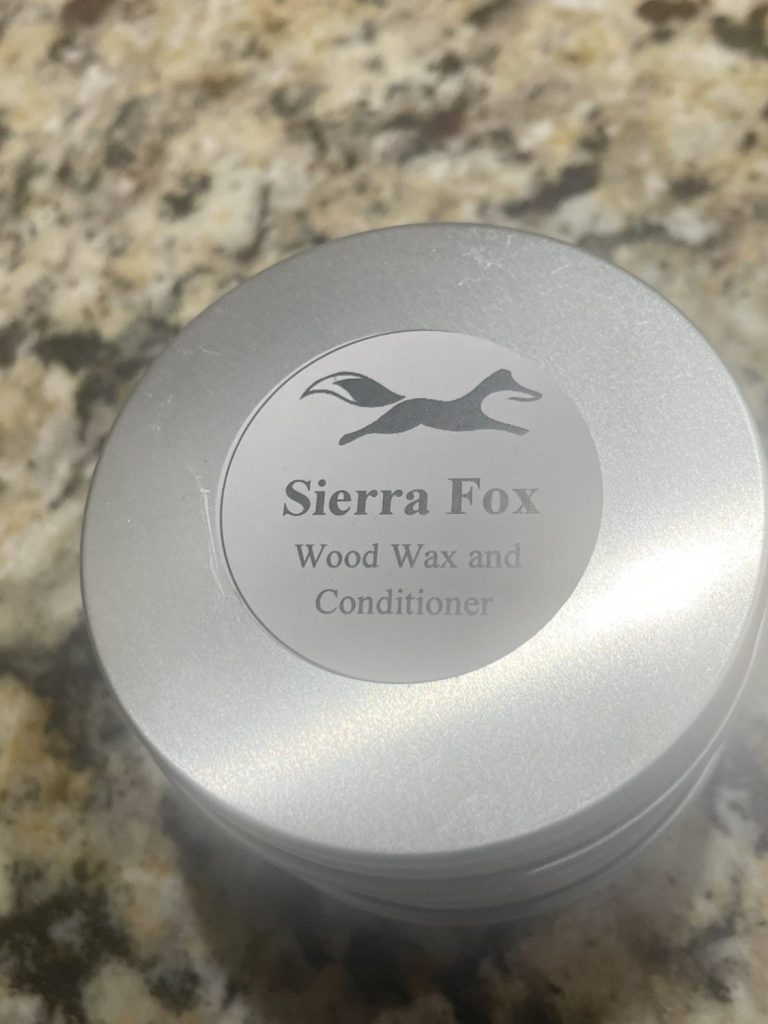 Sierra Fox
Wood Wax and
Conditioner